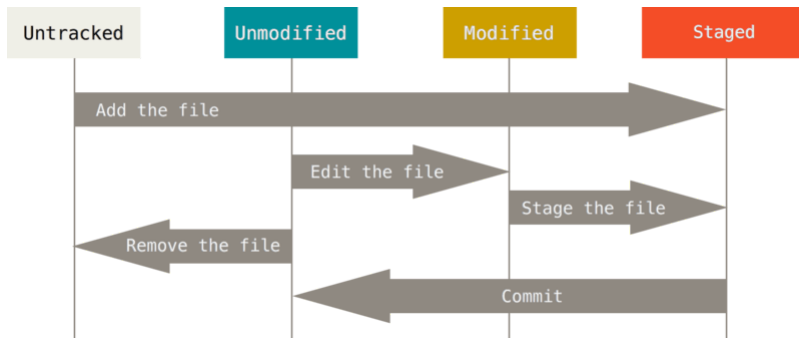 Untracked
Unmodified
Modified
Staged
Add the file
Edit the file
Stage the file
Remove the file
Commit